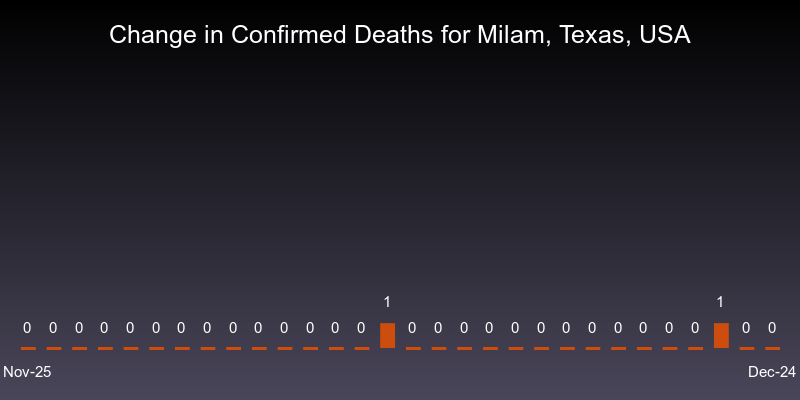 Change in Confirmed Deaths for Milam, Texas, USA
1 1
0 0 0 0 0 0 0 0 0 0 0 0 0 0 0 0 0 0 0 0 0 0 0 0 0 0 0 0
Nov-25 Dec-24